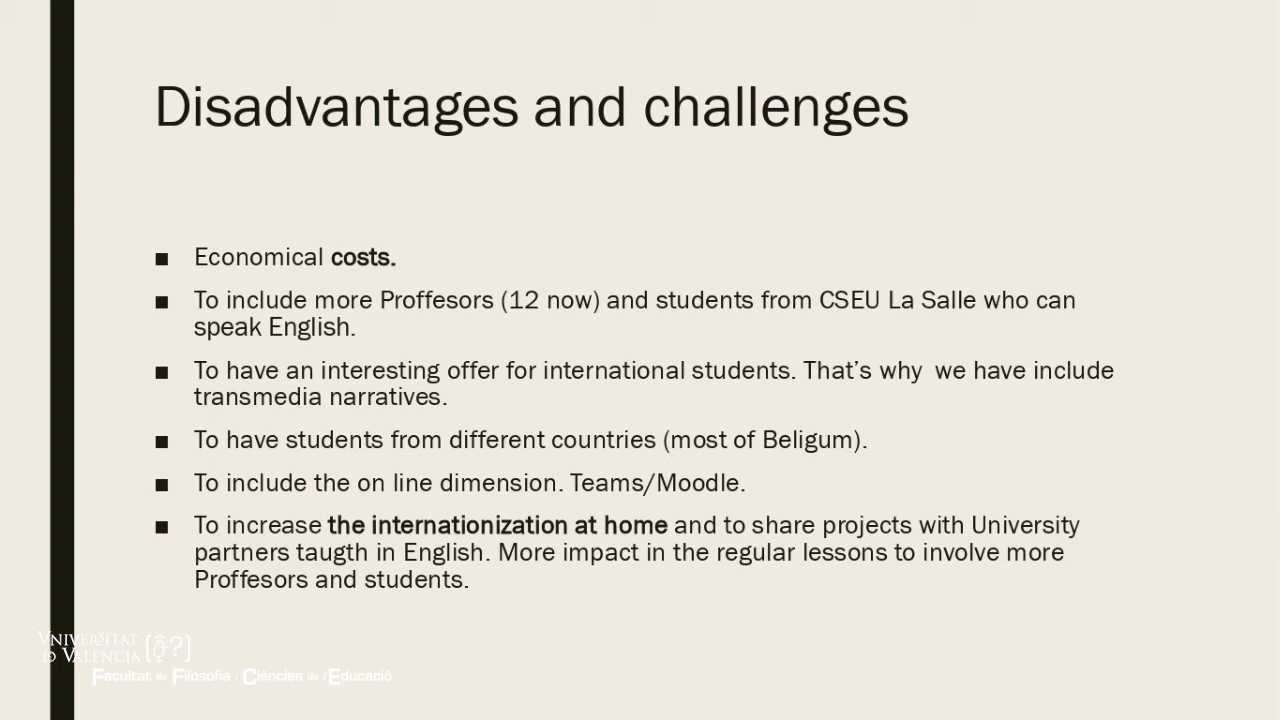 Disadvantages and challenges
■ Economical costs.
■ To include more Proffesors (12 now) and students from CSEU La Salle who can
speak English.
■ To have an interesting offer for international students. That’s why  we have include
transmedia narratives.
■ To have students from different countries (most of Beligum).
■ To include the on line dimension. Teams/Moodle.
■ To increase the internationization at home and to share projects with University
partners taugth in English. More impact in the regular lessons to involve more
Proffesors and students.
VNIVERSITAT
D VALÈNCIA
Facultat de Filosofia i Ciències de l'Educació